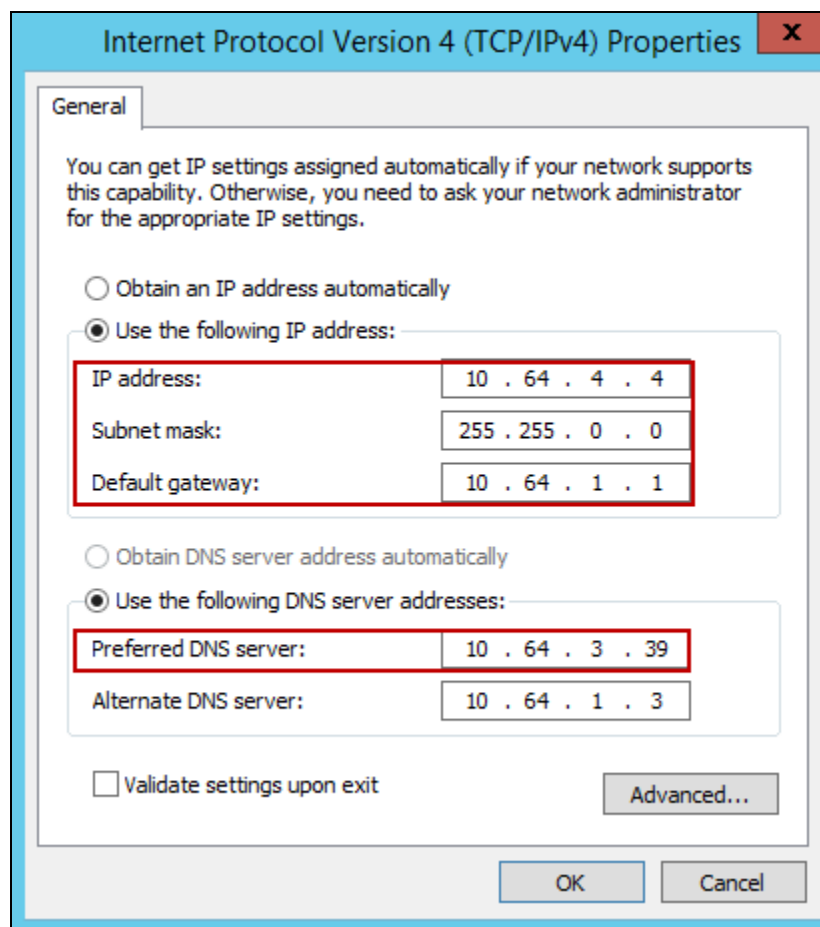 Internet Protocol Version 4 (TCP/IPv4) Properties
x
General
You can get IP settings assigned automatically if your network supports
this capability. Otherwise, you need to ask your network administrator
for the appropriate IP settings.
Obtain an IP address automatically
Use the following IP address:
IP address: 10 . 64 . 4 . 4
Subnet mask: 255 . 255 . 0 . 0
Default gateway: 10 . 64 . 1 . 1
Obtain DNS server address automatically
Use the following DNS server addresses:
Preferred DNS server: 10 . 64 . 3 . 39
Alternate DNS server: 10 . 64 . 1 . 3
Validate settings upon exit
Advanced...
OK Cancel